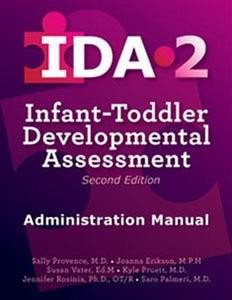 IDA·2
Infant-Toddler
Developmental
Assessment
Second Edition
Administration Manual
Sally Provence, M.D. • Joanna Erikson, M.P.H
Susan Vater, Ed.M • Kyle Pruett, M.D.
Jennifer Rosinia, Ph.D., OT/R • Saro Palmeri, M.D.